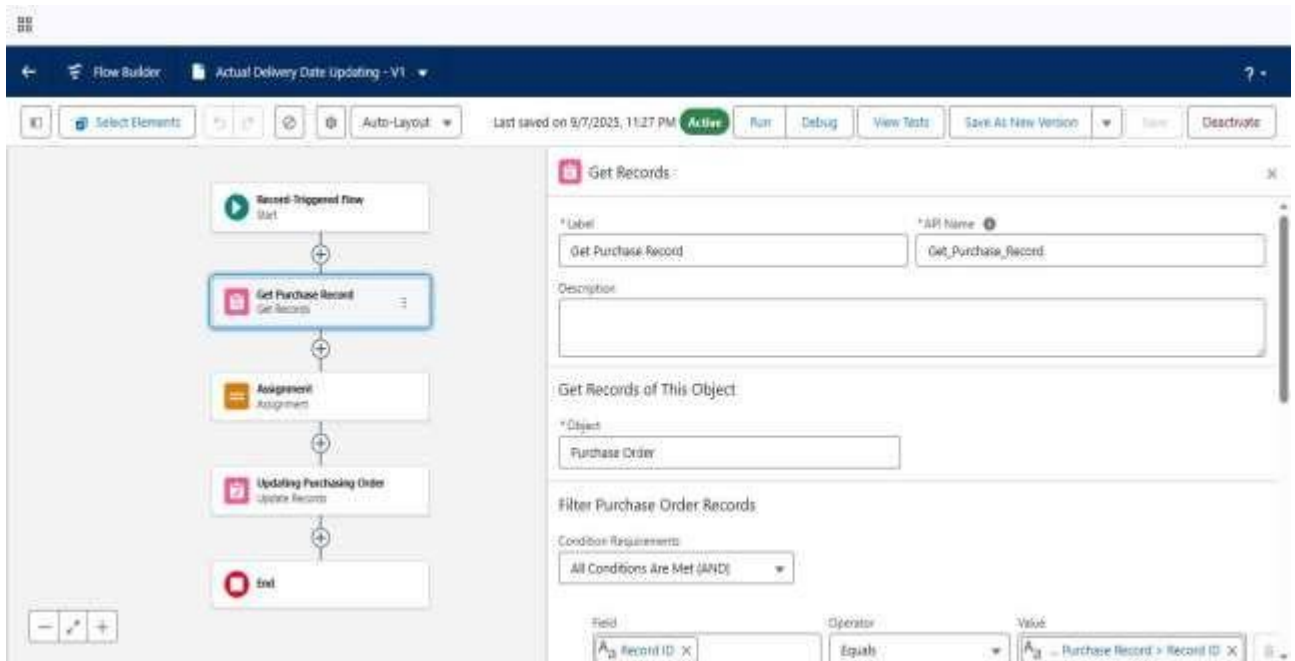 Flow Builder Actual Delivery Date Updating - V1 ?
Select Elements Auto-Layout Last saved on 9/7/2025, 11:27 PM Active Run Debug View Tests Save As New Version Save Deactivate
Get Records
Record-Triggered Flow
Start
* Label
* API Name
Get Purchase Record
Get_Purchase_Record
Get Purchase Record
Get Records
Description
Assignment
Assignment
Get Records of This Object
* Object
Purchase Order
Updating Purchasing Order
Update Records
Filter Purchase Order Records
Condition Requirements
All Conditions Are Met (AND)
End
Field Operator Value
Aa Record ID Equals Aa ... Purchase Record > Record ID